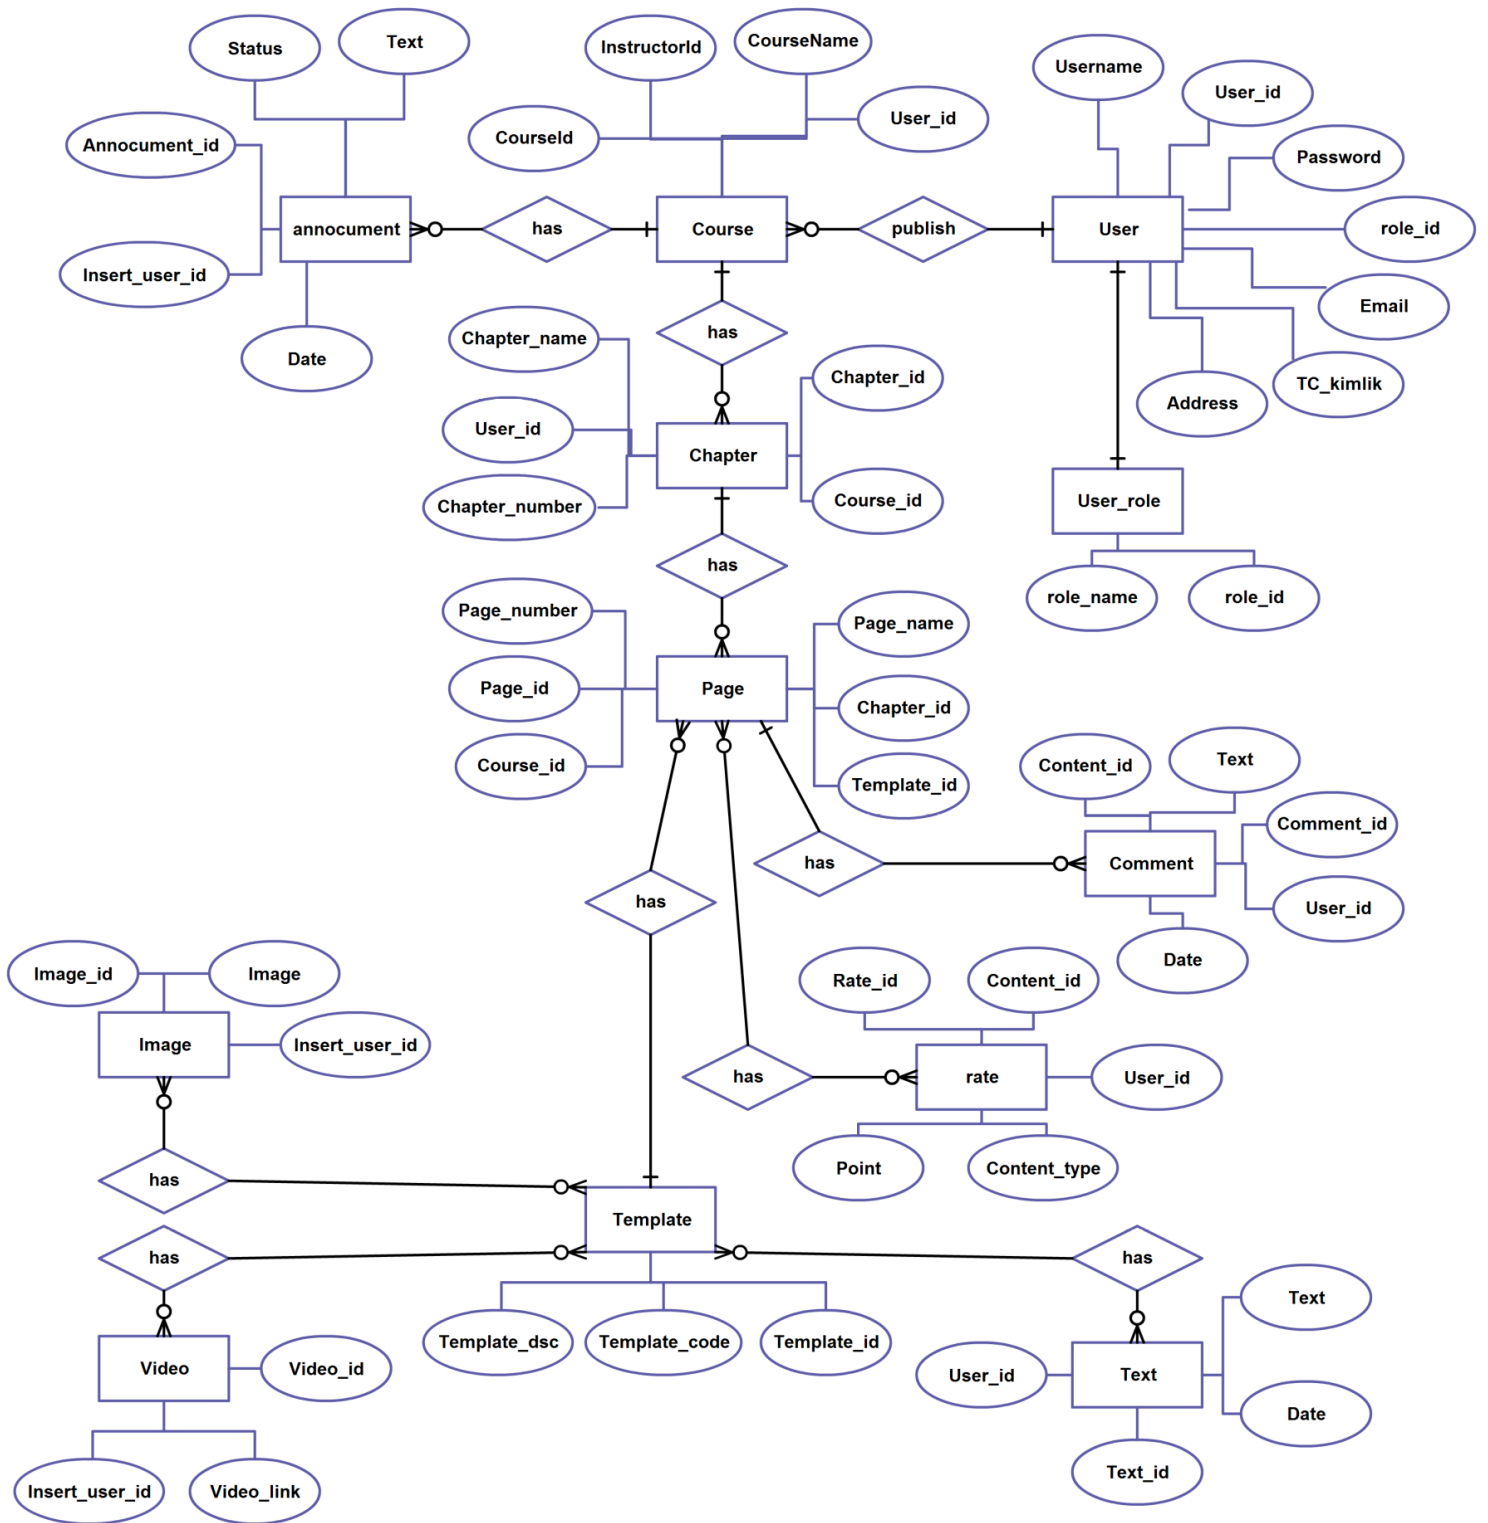 Status
Text
InstructorId
CourseName
Username
User_id
Annocument_id
CourseId
User_id
Password
annocument
has
Course
publish
User
role_id
Insert_user_id
Email
Date
Chapter_name
has
Chapter_id
TC_kimlik
Address
User_id
Chapter
Chapter_number
Course_id
User_role
has
role_name
role_id
Page_number
Page_name
Page_id
Page
Chapter_id
Course_id
Template_id
Content_id
Text
Comment_id
has
Comment
has
User_id
Date
Image_id
Image
Rate_id
Content_id
Image
Insert_user_id
has
rate
User_id
Point
Content_type
has
Template
has
has
Template_dsc
Template_code
Template_id
Text
Video
Video_id
User_id
Text
Date
Insert_user_id
Video_link
Text_id